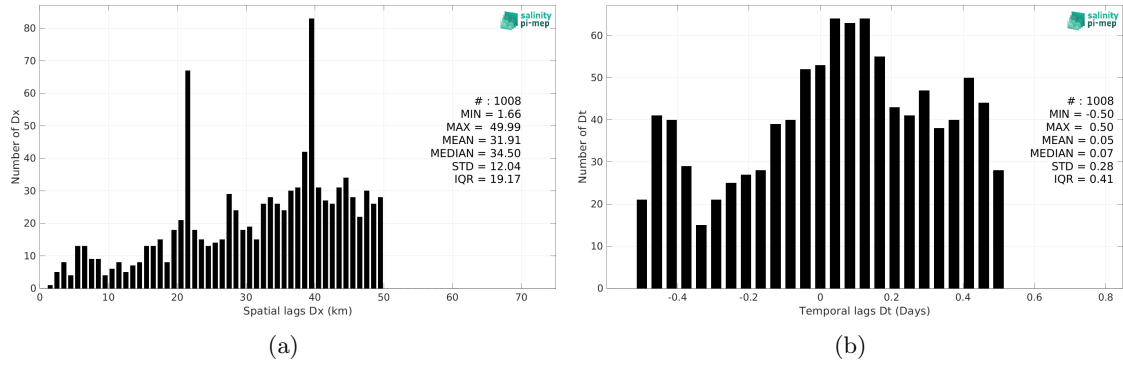 salinity
pi-mep
Number of Dx
80
70
60
50
40
30
20
10
0
# : 1008
MIN = 1.66
MAX = 49.99
MEAN = 31.91
MEDIAN = 34.50
STD = 12.04
IQR = 19.17
0 10 20 30 40 50 60 70
Spatial lags Dx (km)
(a)
salinity
pi-mep
Number of Dt
60
50
40
30
20
10
0
# : 1008
MIN = -0.50
MAX = 0.50
MEAN = 0.05
MEDIAN = 0.07
STD = 0.28
IQR = 0.41
-0.4 -0.2 0 0.2 0.4 0.6 0.8
Temporal lags Dt (Days)
(b)